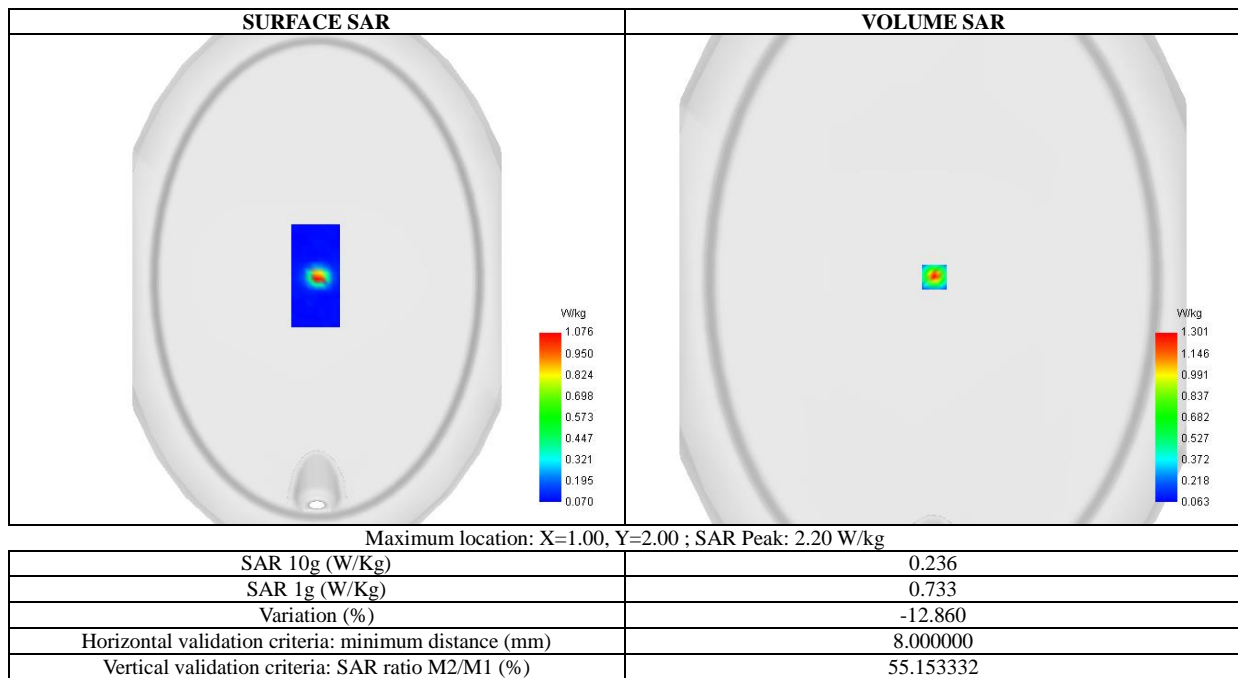 SURFACE SAR VOLUME SAR
W/kg
1.076
0.950
0.824
0.698
0.573
0.447
0.321
0.195
0.070
W/kg
1.301
1.146
0.991
0.837
0.682
0.527
0.372
0.218
0.063
Maximum location: X=1.00, Y=2.00 ; SAR Peak: 2.20 W/kg
SAR 10g (W/Kg) 0.236
SAR 1g (W/Kg) 0.733
Variation (%) -12.860
Horizontal validation criteria: minimum distance (mm) 8.000000
Vertical validation criteria: SAR ratio M2/M1 (%) 55.153332